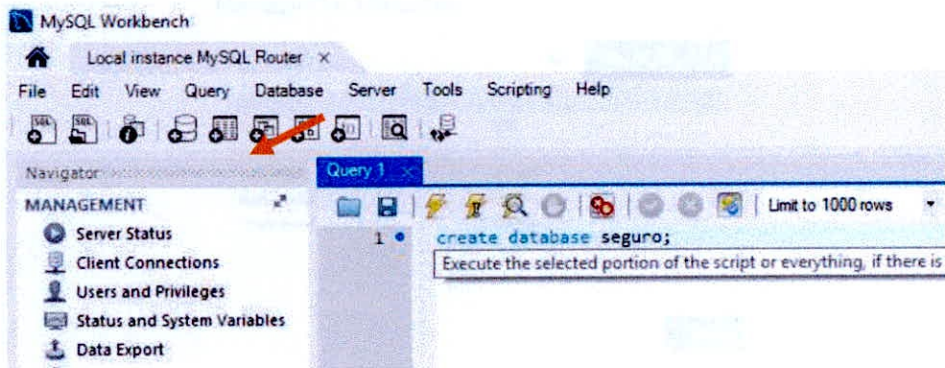 MySQL Workbench
Local instance MySQL Router ×
File Edit View Query Database Server Tools Scripting Help
Navigator
Query 1 ×
MANAGEMENT
Limit to 1000 rows
Server Status
1 create database seguro;
Client Connections
Execute the selected portion of the script or everything, if there is
Users and Privileges
Status and System Variables
Data Export